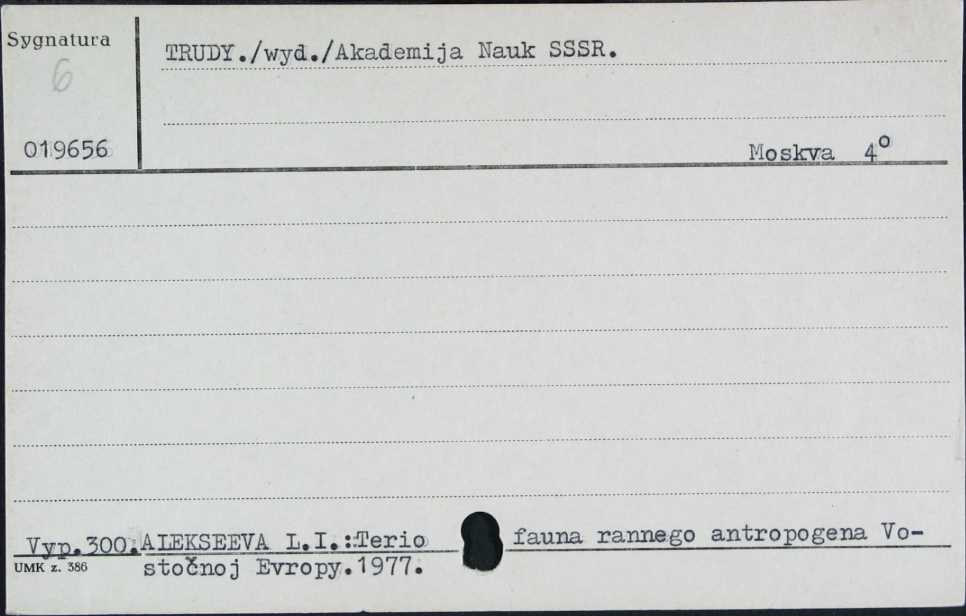 Sygnatura
TRUDY./wyd./Akademija Nauk SSSR.
6
019656
Moskva 4°
Vyp.300.ALEKSEEVA L.I.:Terio fauna rannego antropogena Vo-
UMK z. 386
stočnoj Evropy.1977.